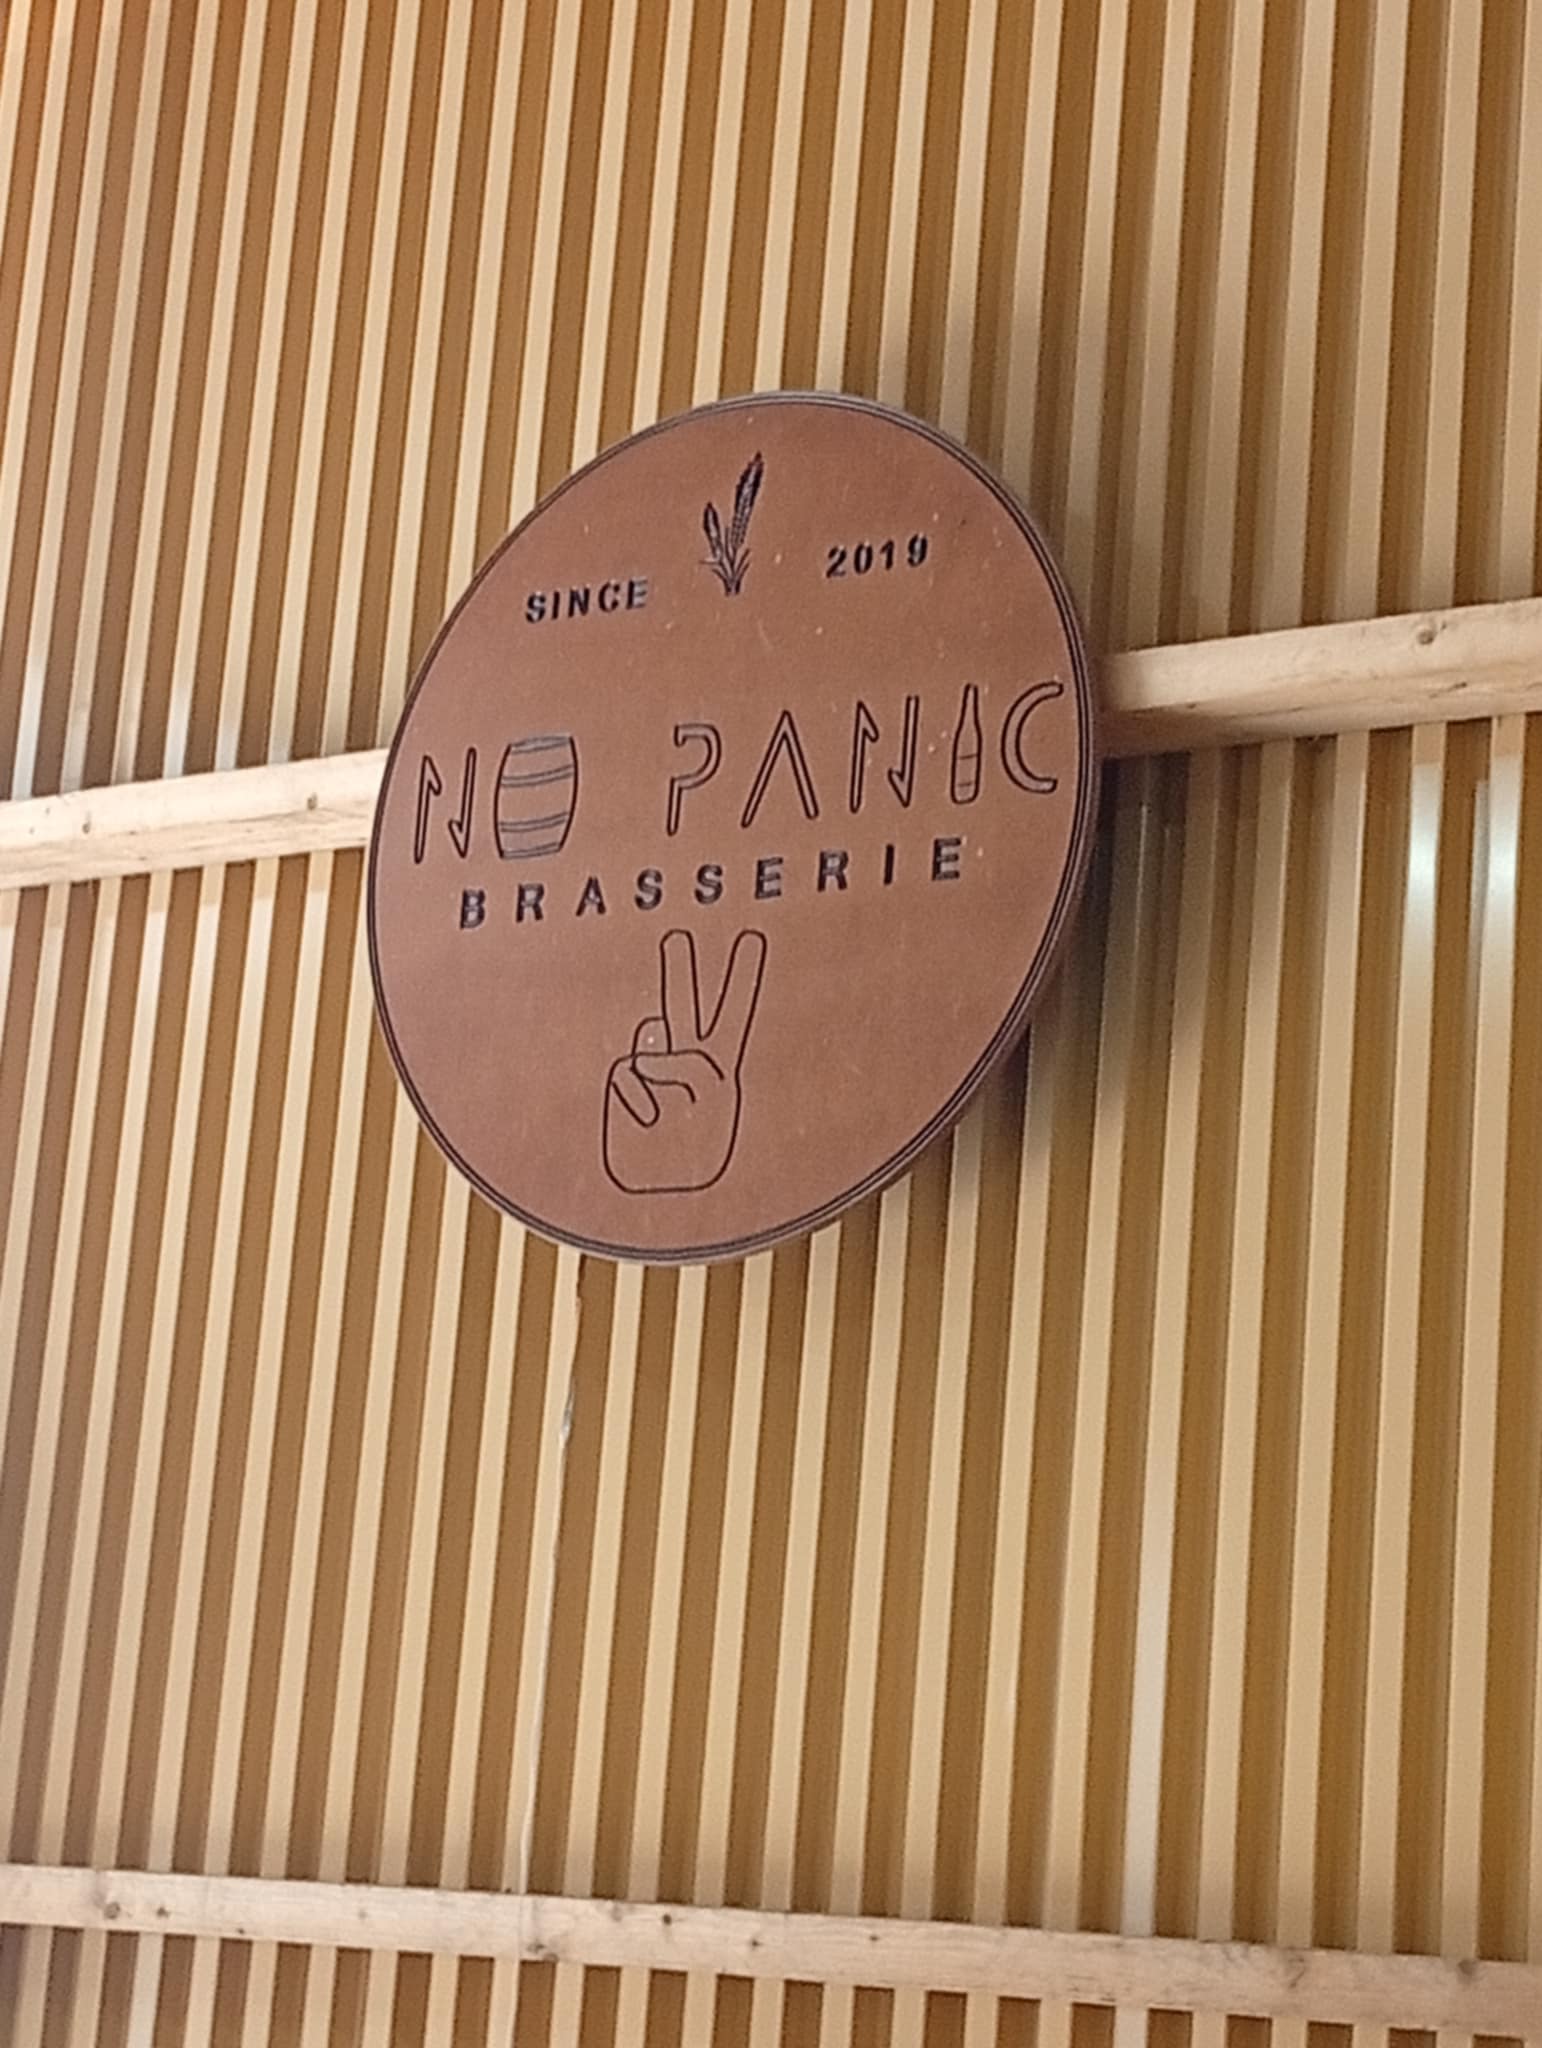 SINCE 2019
NO PANIC
BRASSERIE